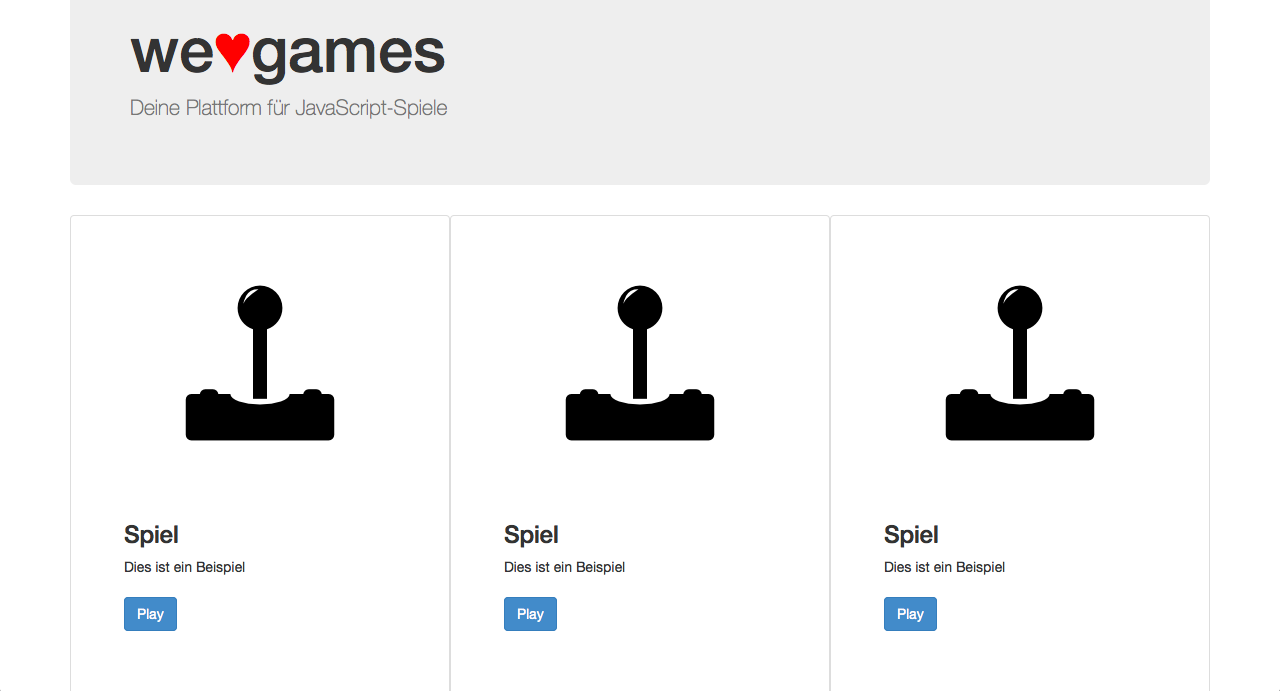 we♥games
Deine Plattform für JavaScript-Spiele
Spiel
Dies ist ein Beispiel
Play
Spiel
Dies ist ein Beispiel
Play
Spiel
Dies ist ein Beispiel
Play